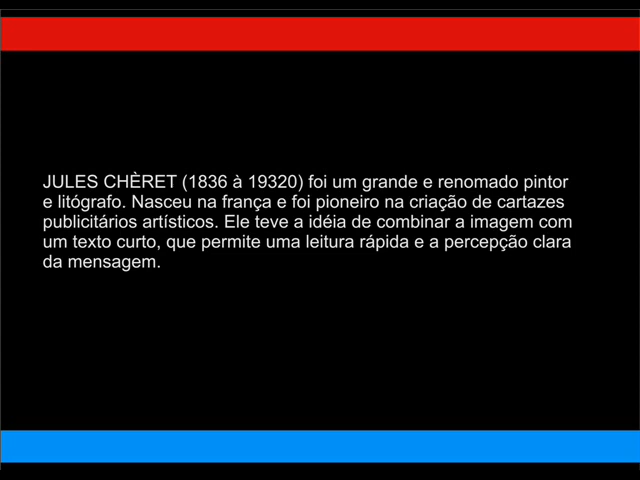 JULES CHÈRET (1836 à 19320) foi um grande e renomado pintor
e litógrafo. Nasceu na frança e foi pioneiro na criação de cartazes
publicitários artísticos. Ele teve a idéia de combinar a imagem com
um texto curto, que permite uma leitura rápida e a percepção clara
da mensagem.